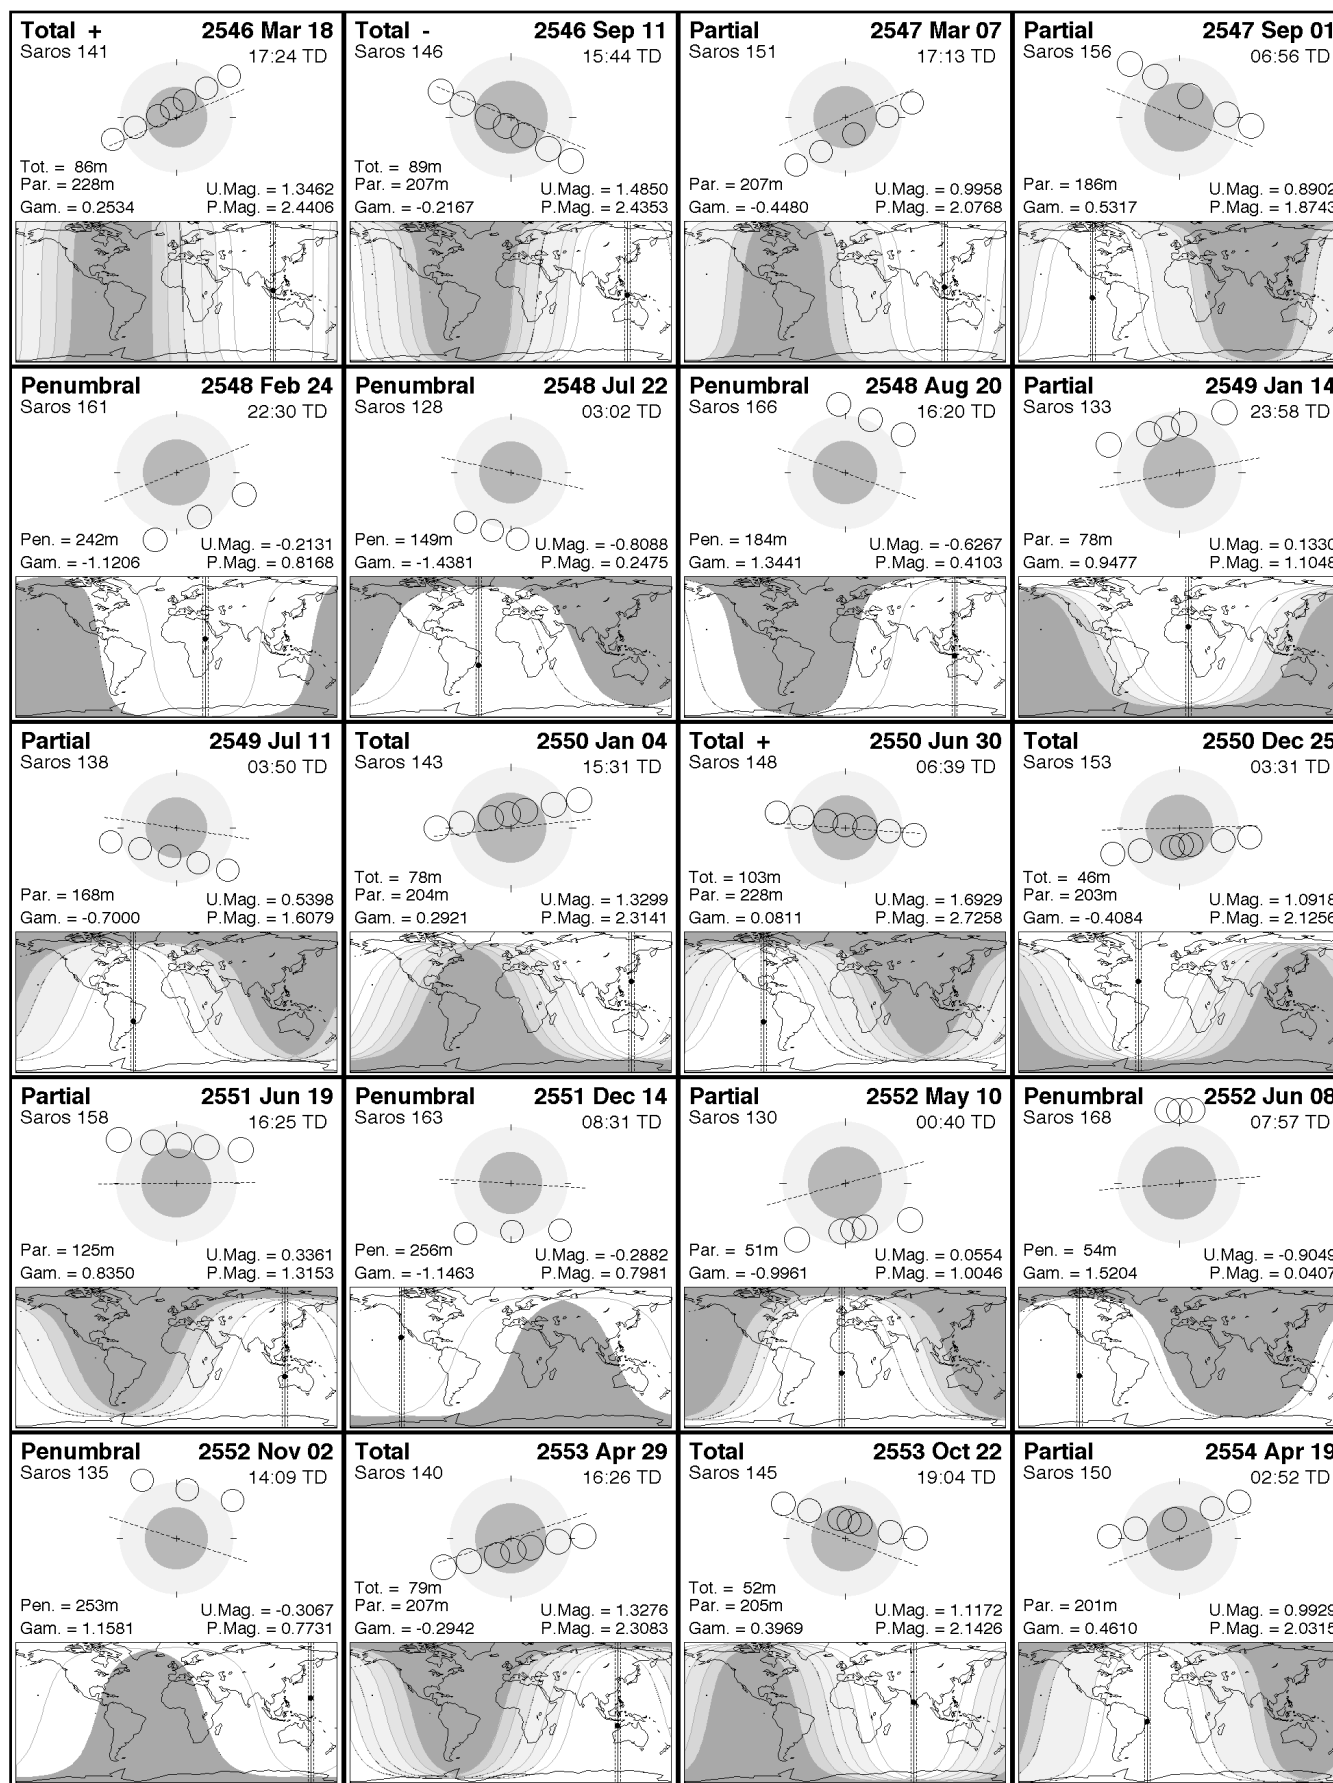 Total + 2546 Mar 18
Saros 141 17:24 TD
Tot. = 86m
Par. = 228m U.Mag. = 1.3462
Gam. = 0.2534 P.Mag. = 2.4406
Total - 2546 Sep 11
Saros 146 15:44 TD
Tot. = 89m
Par. = 207m U.Mag. = 1.4850
Gam. = -0.2167 P.Mag. = 2.4353
Partial 2547 Mar 07
Saros 151 17:13 TD
Par. = 207m U.Mag. = 0.9958
Gam. = -0.4480 P.Mag. = 2.0768
Partial 2547 Sep 01
Saros 156 06:56 TD
Par. = 186m U.Mag. = 0.8902
Gam. = 0.5317 P.Mag. = 1.8743
Penumbral 2548 Feb 24
Saros 161 22:30 TD
Pen. = 242m U.Mag. = -0.2131
Gam. = -1.1206 P.Mag. = 0.8168
Penumbral 2548 Jul 22
Saros 128 03:02 TD
Pen. = 149m U.Mag. = -0.8088
Gam. = -1.4381 P.Mag. = 0.2475
Penumbral 2548 Aug 20
Saros 166 16:20 TD
Pen. = 184m U.Mag. = -0.6267
Gam. = 1.3441 P.Mag. = 0.4103
Partial 2549 Jan 14
Saros 133 23:58 TD
Par. = 78m U.Mag. = 0.1330
Gam. = 0.9477 P.Mag. = 1.1048
Partial 2549 Jul 11
Saros 138 03:50 TD
Par. = 168m U.Mag. = 0.5398
Gam. = -0.7000 P.Mag. = 1.6079
Total 2550 Jan 04
Saros 143 15:31 TD
Tot. = 78m
Par. = 204m U.Mag. = 1.3299
Gam. = 0.2921 P.Mag. = 2.3141
Total + 2550 Jun 30
Saros 148 06:39 TD
Tot. = 103m
Par. = 228m U.Mag. = 1.6929
Gam. = 0.0811 P.Mag. = 2.7258
Total 2550 Dec 25
Saros 153 03:31 TD
Tot. = 46m
Par. = 203m U.Mag. = 1.0918
Gam. = -0.4084 P.Mag. = 2.1256
Partial 2551 Jun 19
Saros 158 16:25 TD
Par. = 125m U.Mag. = 0.3361
Gam. = 0.8350 P.Mag. = 1.3153
Penumbral 2551 Dec 14
Saros 163 08:31 TD
Pen. = 256m U.Mag. = -0.2882
Gam. = -1.1463 P.Mag. = 0.7981
Partial 2552 May 10
Saros 130 00:40 TD
Par. = 51m U.Mag. = 0.0554
Gam. = -0.9961 P.Mag. = 1.0046
Penumbral 2552 Jun 08
Saros 168 07:57 TD
Pen. = 54m U.Mag. = -0.9049
Gam. = 1.5204 P.Mag. = 0.0407
Penumbral 2552 Nov 02
Saros 135 14:09 TD
Pen. = 253m U.Mag. = -0.3067
Gam. = 1.1581 P.Mag. = 0.7731
Total 2553 Apr 29
Saros 140 16:26 TD
Tot. = 79m
Par. = 207m U.Mag. = 1.3276
Gam. = -0.2942 P.Mag. = 2.3083
Total 2553 Oct 22
Saros 145 19:04 TD
Tot. = 52m
Par. = 205m U.Mag. = 1.1172
Gam. = 0.3969 P.Mag. = 2.1426
Partial 2554 Apr 19
Saros 150 02:52 TD
Par. = 201m U.Mag. = 0.9929
Gam. = 0.4610 P.Mag. = 2.0315